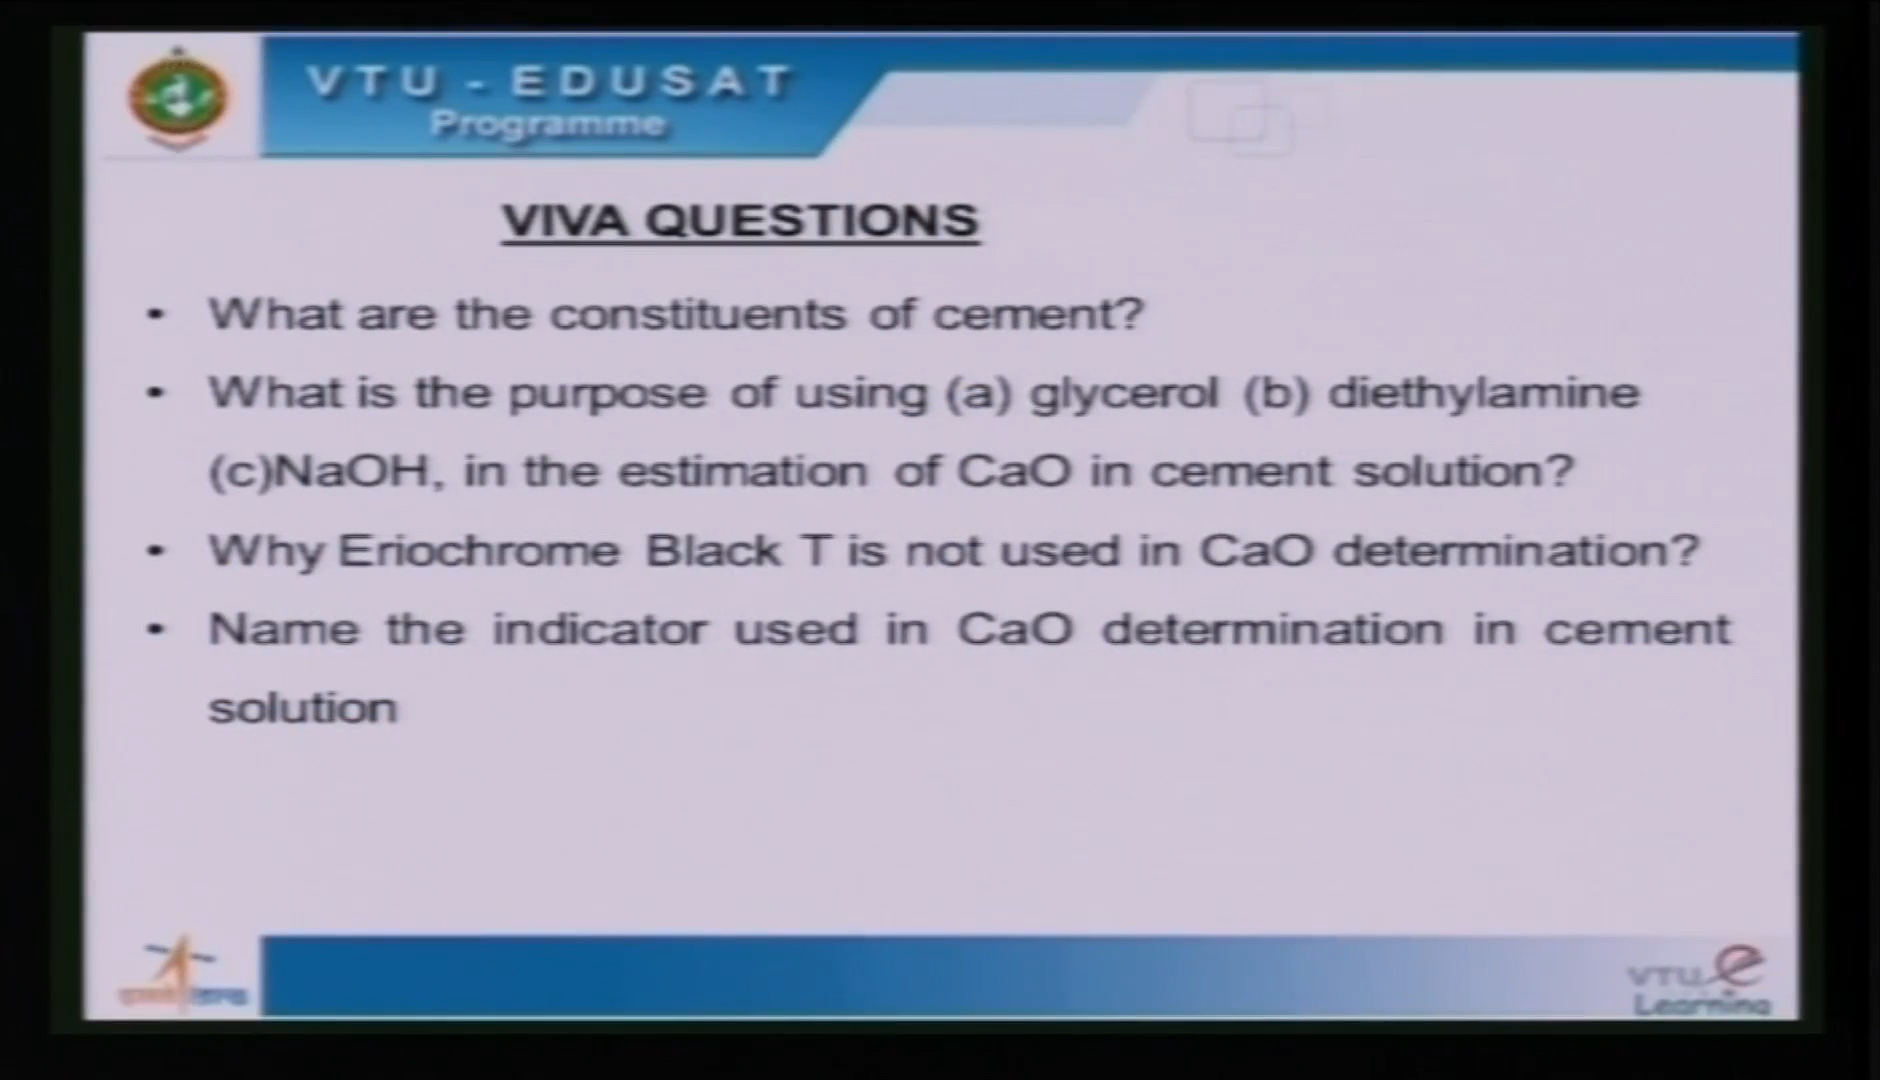 VTU - EDUSAT
Programme
VIVA QUESTIONS
• What are the constituents of cement?
• What is the purpose of using (a) glycerol (b) diethylamine
(c)NaOH, in the estimation of CaO in cement solution?
• Why Eriochrome Black T is not used in CaO determination?
• Name the indicator used in CaO determination in cement
solution
VTU e
Learning